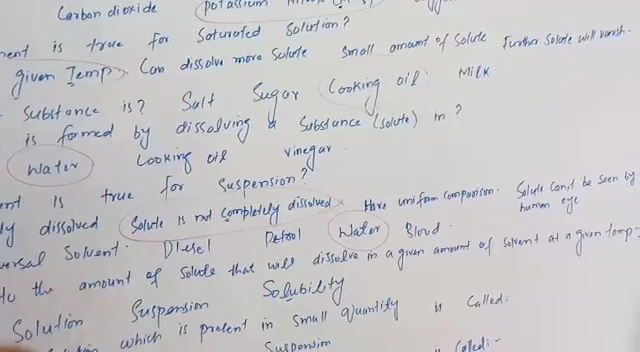 Carbon dioxide Potassium
ment is true for Saturated Solution?
given Temp Can dissolve more Solute Small amount of Solute Further Solute will vanish.
Substance is? Salt Sugar Cooking oil Milk
is formed by dissolving a Substance (solute) in?
Water Cooking oil vinegar.
ent is true for Suspension?
ly dissolved Solute is not completely dissolved Have uniform comparison. Solute Can't be seen by human eye
versal Solvent. Diesel Petrol Water Blood.
to the amount of Solute that will dissolve in a given amount of solvent at a given temp:
Solution Suspension Solubility
which is present in small quantity is Called:
Suspension is Called:-